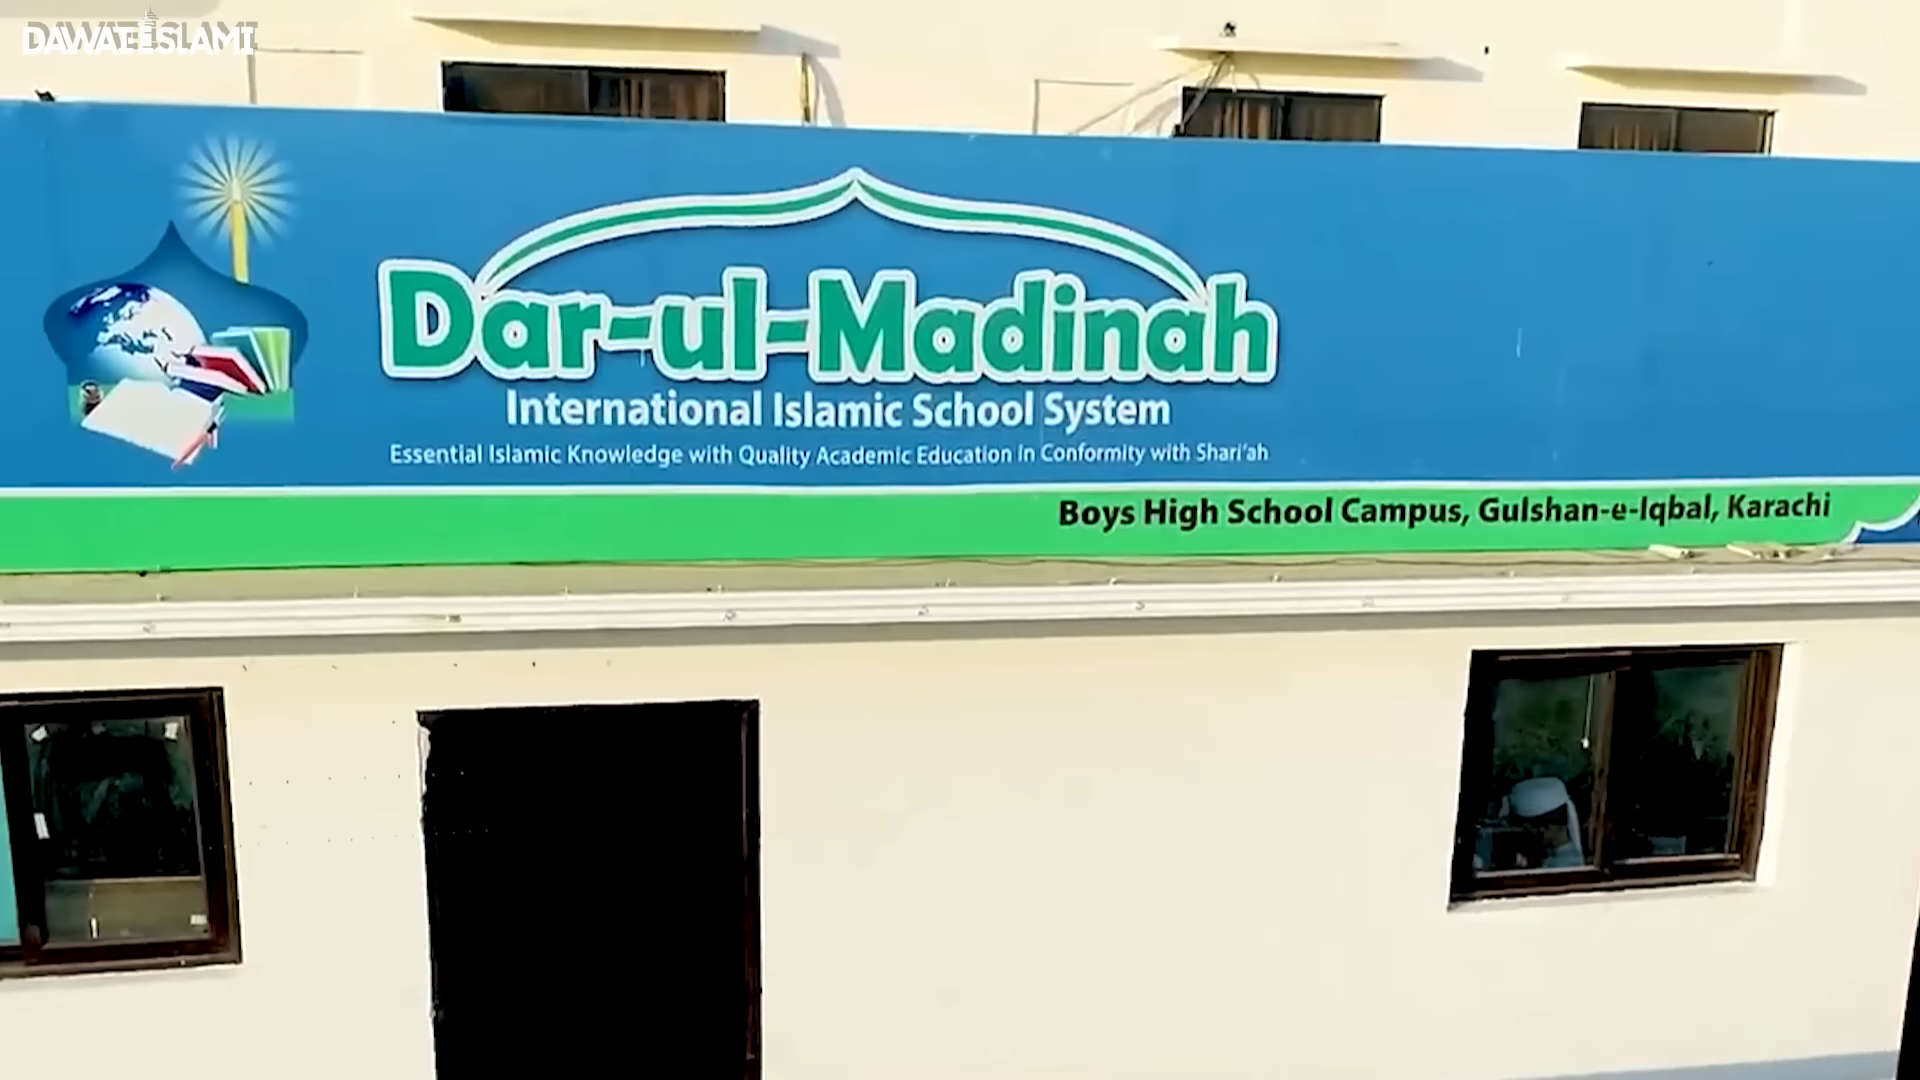 DAWATEISLAMI
Dar-ul-Madinah
International Islamic School System
Essential Islamic Knowledge with Quality Academic Education in Conformity with Shari'ah
Boys High School Campus, Gulshan-e-Iqbal, Karachi